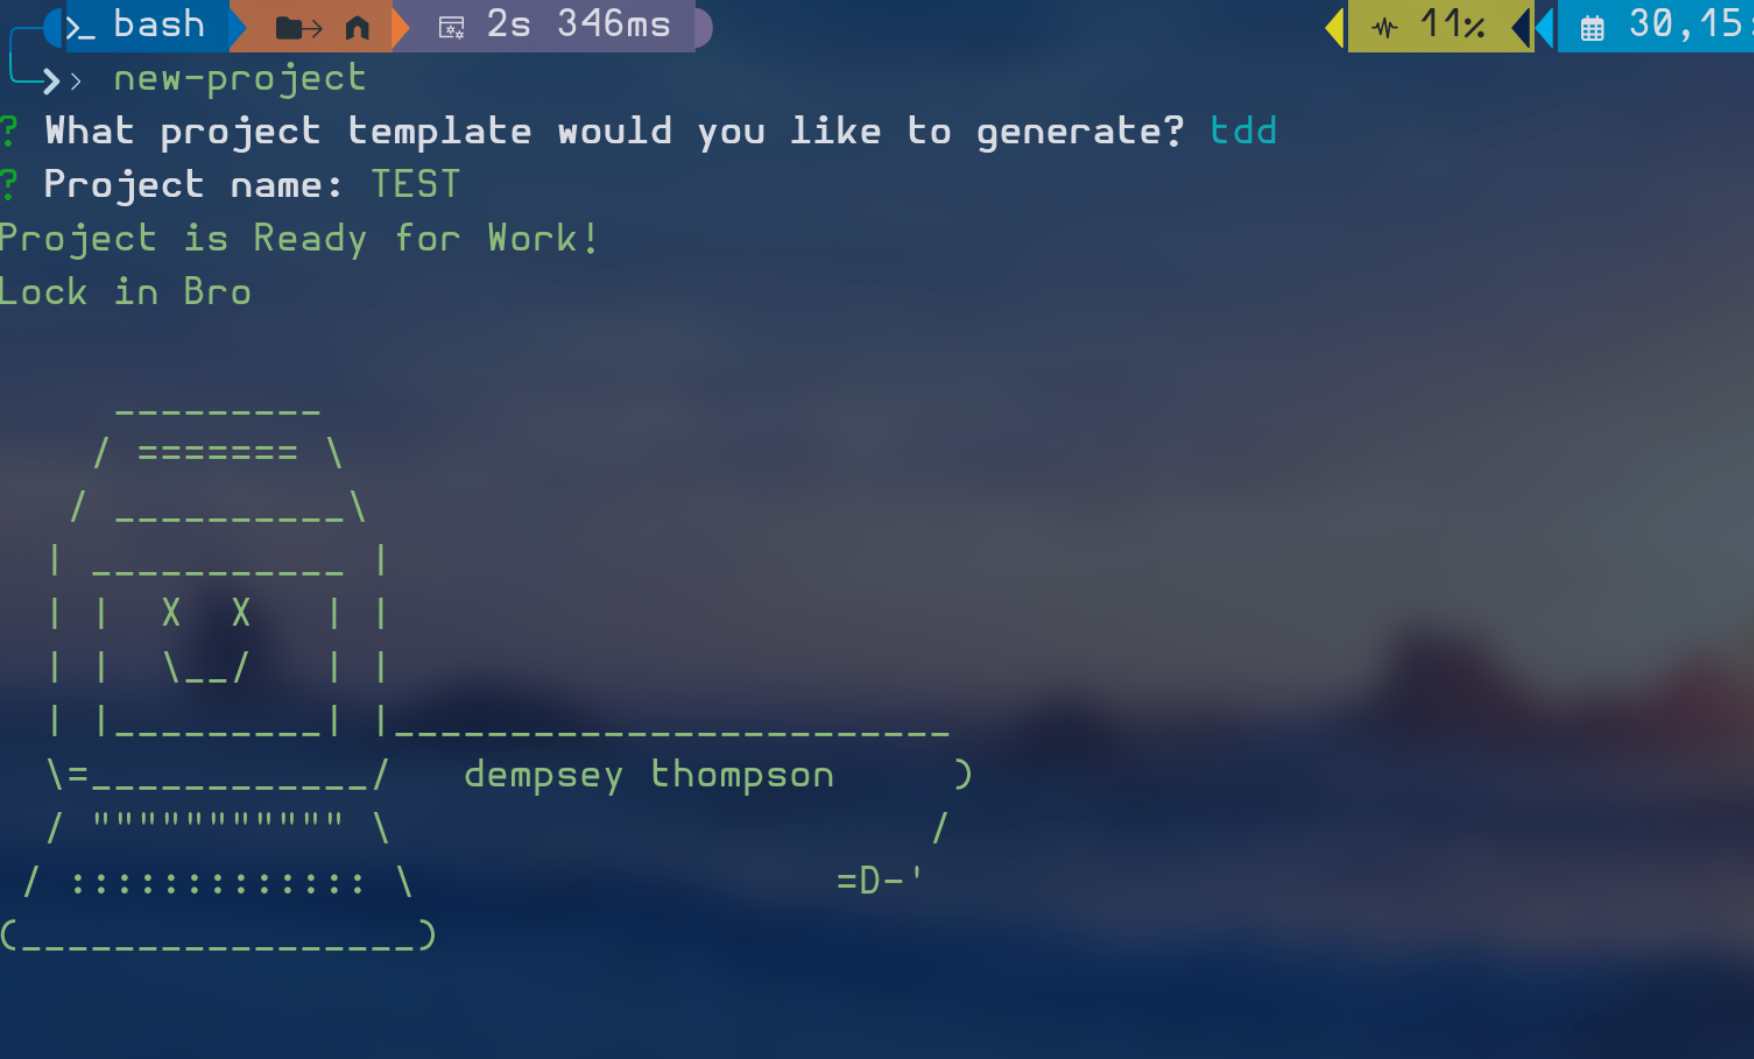 >_ bash 2s 346ms 11% 30,15:
> new-project
? What project template would you like to generate? tdd
? Project name: TEST
Project is Ready for Work!
Lock in Bro
     _________
    / ======= \
   / __________\
  | ___________ |
  | |  X  X   | |
  | |  \__/   | |
  | |_________| |________________________
  \=____________/   dempsey thompson     )
  / """"""""""" \                       /
 / ::::::::::::: \                  =D-'
(_________________)